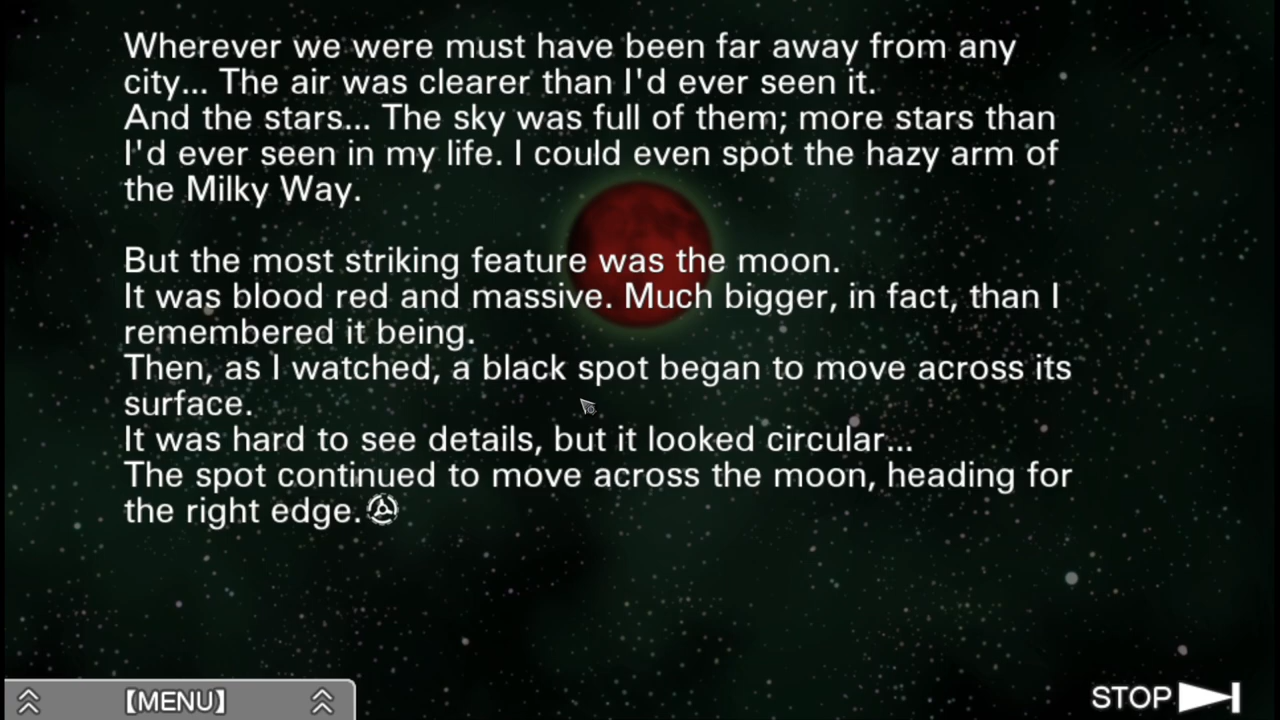 Wherever we were must have been far away from any
city... The air was clearer than I'd ever seen it.
And the stars... The sky was full of them; more stars than
I'd ever seen in my life. I could even spot the hazy arm of
the Milky Way.
But the most striking feature was the moon.
It was blood red and massive. Much bigger, in fact, than I
remembered it being.
Then, as I watched, a black spot began to move across its
surface.
It was hard to see details, but it looked circular...
The spot continued to move across the moon, heading for
the right edge.
【MENU】
STOP